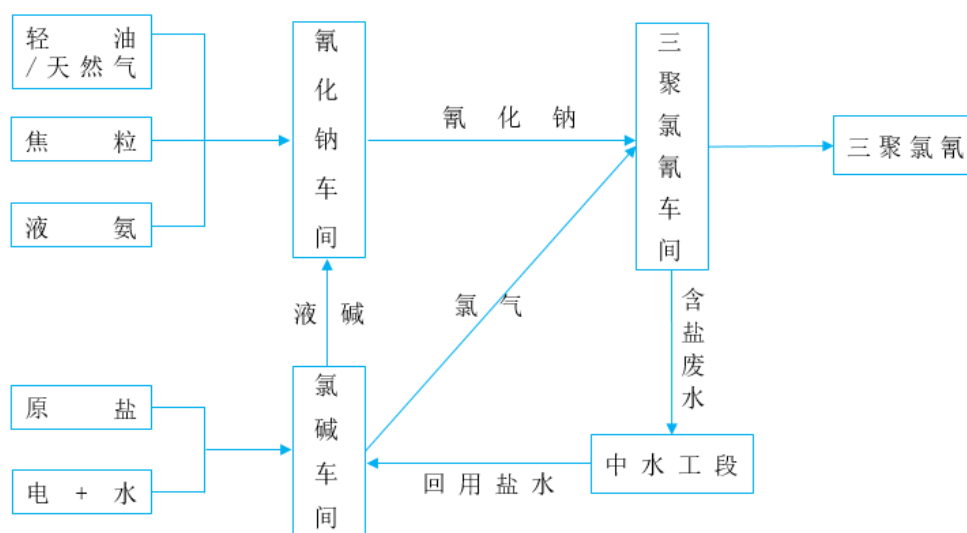 轻油
/天然气
焦粒
液氨
氰化钠车间
氰化钠
三聚氯氰车间
三聚氯氰
液碱
氯气
含盐废水
原盐
电+水
氯碱车间
回用盐水
中水工段